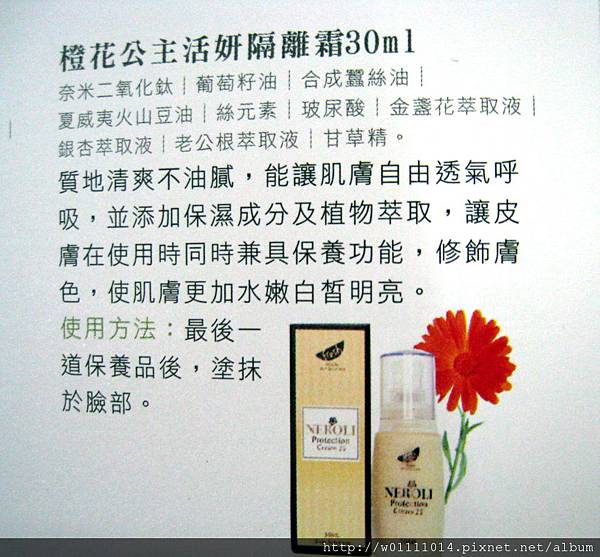 橙花公主活妍隔離霜30ml
奈米二氧化鈦｜葡萄籽油｜合成蠶絲油｜
夏威夷火山豆油｜絲元素｜玻尿酸｜金盞花萃取液｜
銀杏萃取液｜老公根萃取液｜甘草精。
質地清爽不油膩，能讓肌膚自由透氣呼
吸，並添加保濕成分及植物萃取，讓皮
膚在使用時同時兼具保養功能，修飾膚
色，使肌膚更加水嫩白皙明亮。
使用方法：最後一
道保養品後，塗抹
於臉部。
NEROLI
Protection
Cream 25
NEROLI
Protection
Cream 25
http://w01111014.pixnet.net/album